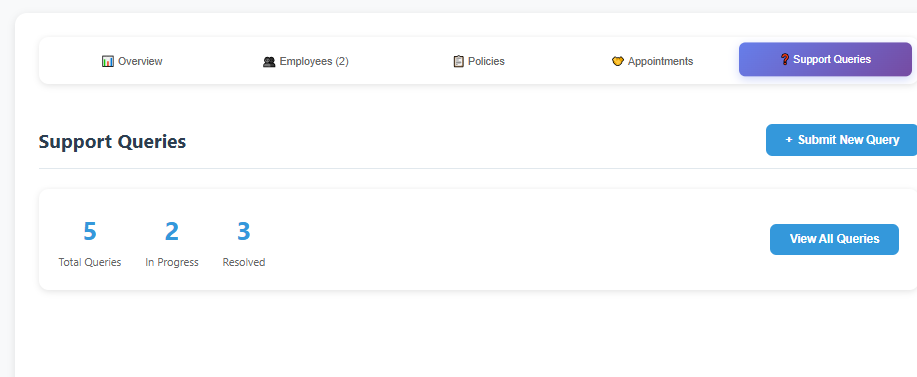 Overview Employees (2) Policies Appointments Support Queries
Support Queries
+ Submit New Query
5 2 3
Total Queries In Progress Resolved
View All Queries